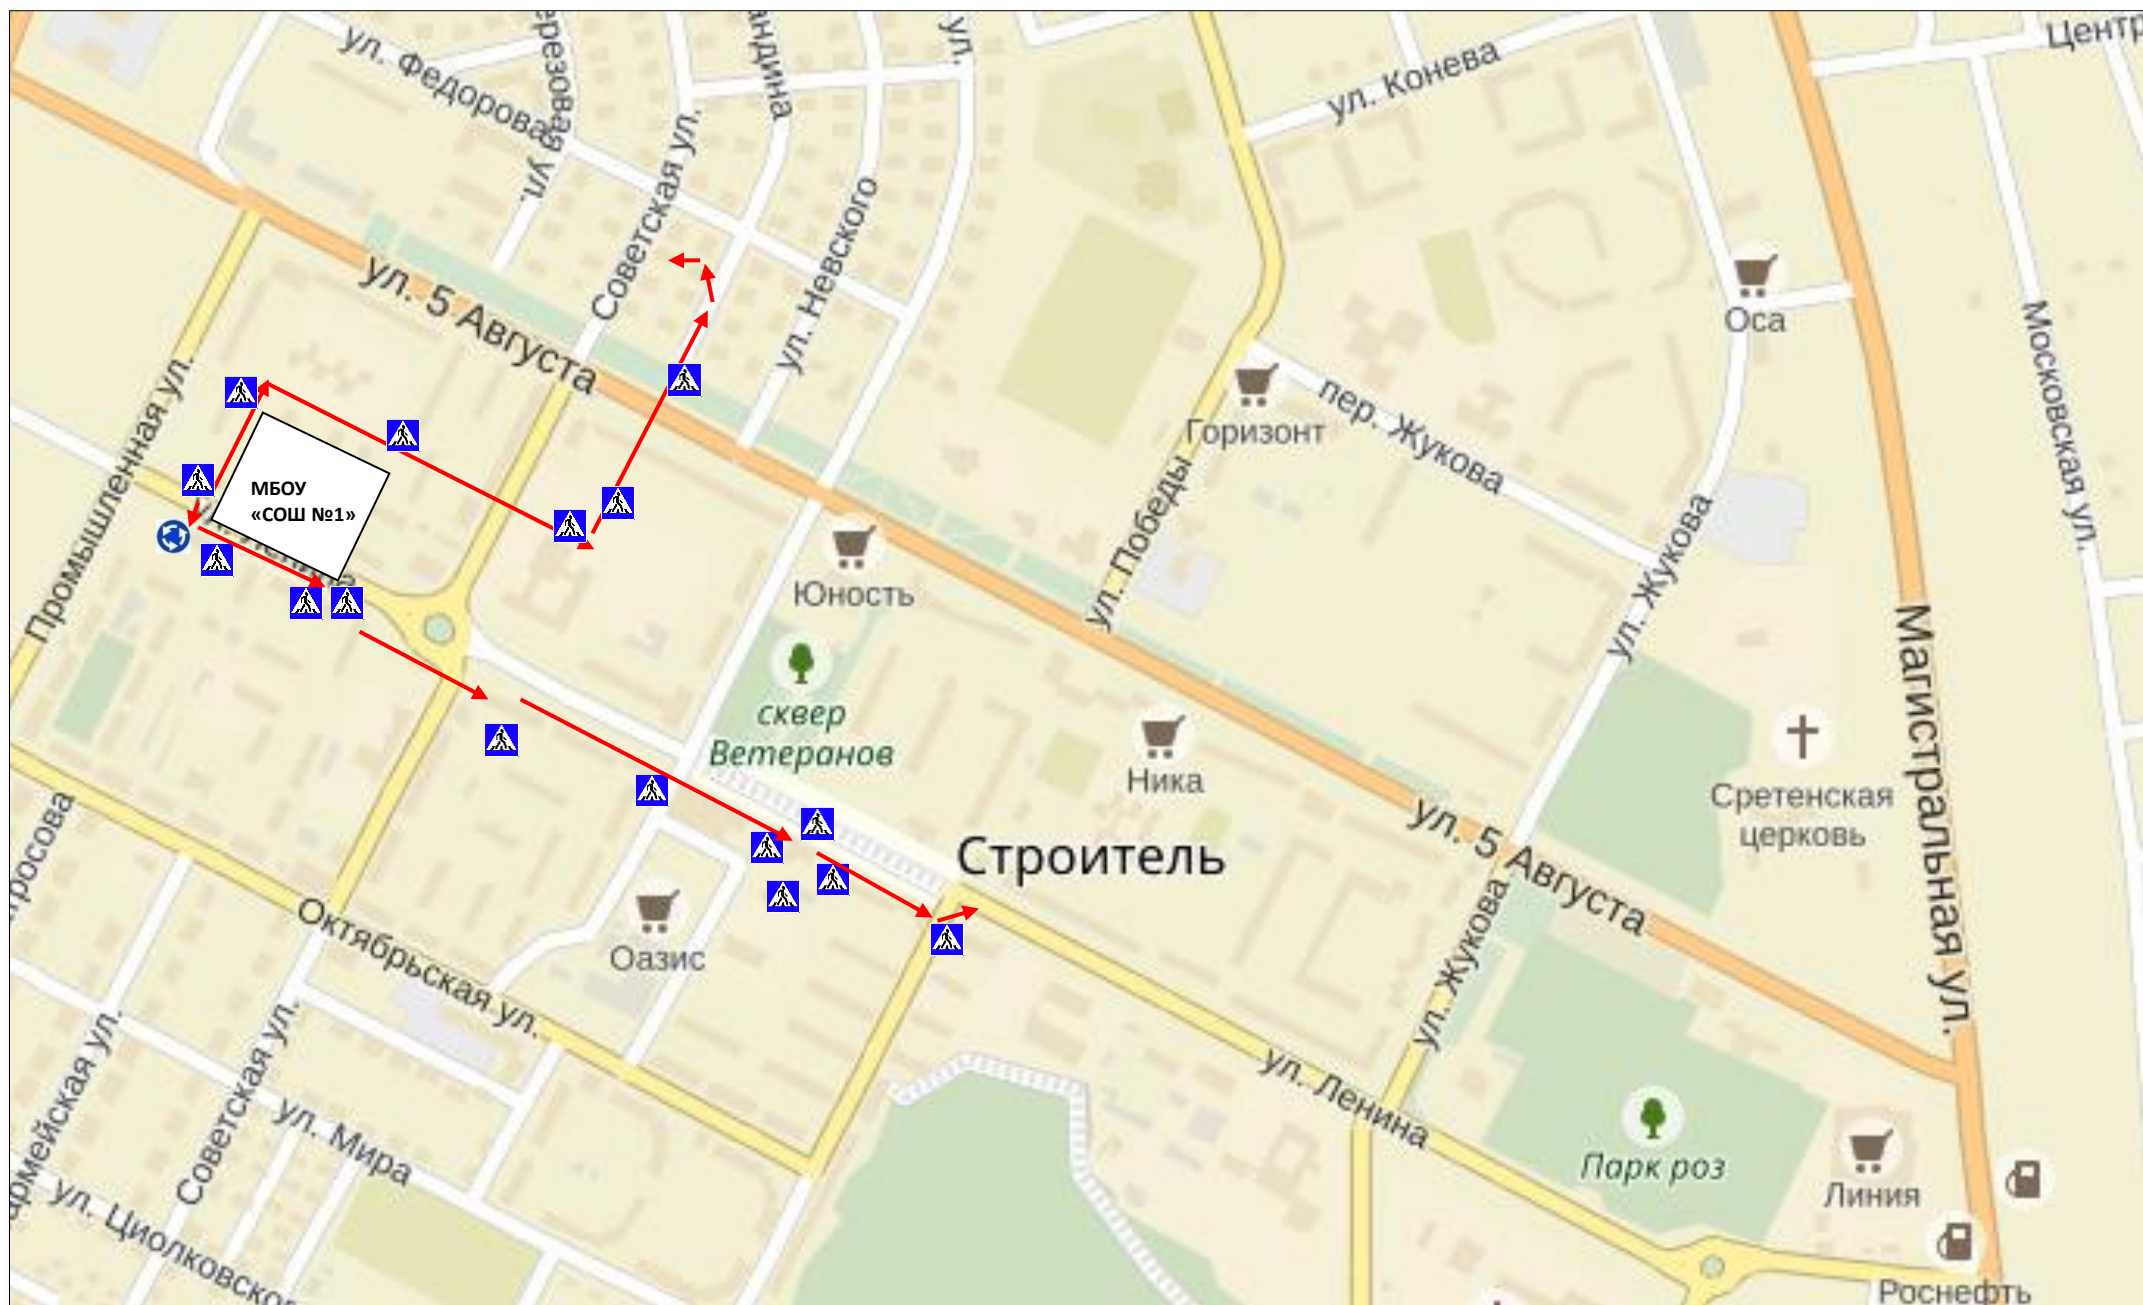 ул. Федорова
ул.
Центр
ул. Конева
Советская ул.
ул. Невского
ул. 5 Августа
Оса
Московская ул.
Промышленная ул.
Горизонт
пер. Жукова
МБОУ
«СОШ №1»
ул. Победы
Юность
ул. Жукова
Магистральная ул.
сквер
Ветеранов
Ника
Сретенская
церковь
ул. 5 Августа
Строитель
ул. Жукова
Оазис
Октябрьская ул.
Советская ул.
ул. Мира
ул. Ленина
Парк роз
Линия
ул. Циолковско
Роснефть